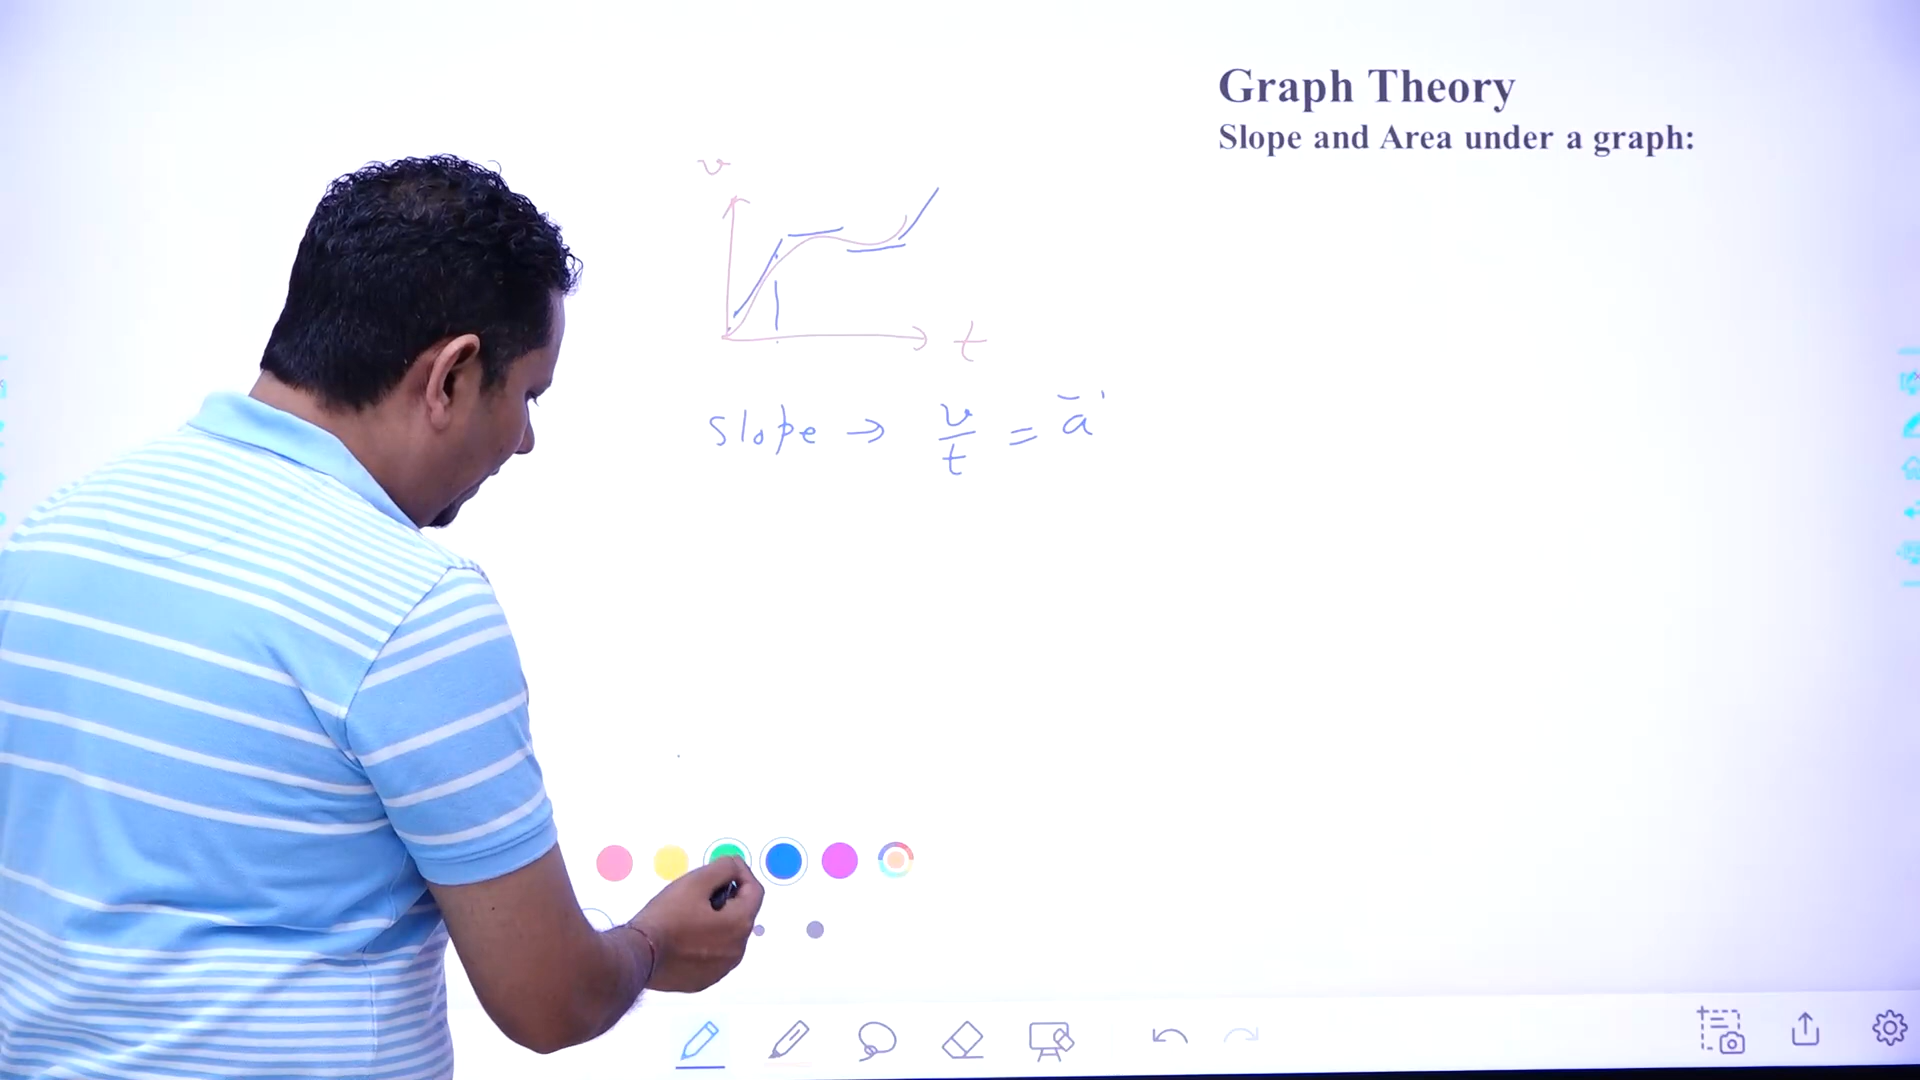 Graph Theory
Slope and Area under a graph:
v
t
slope → v/t = a